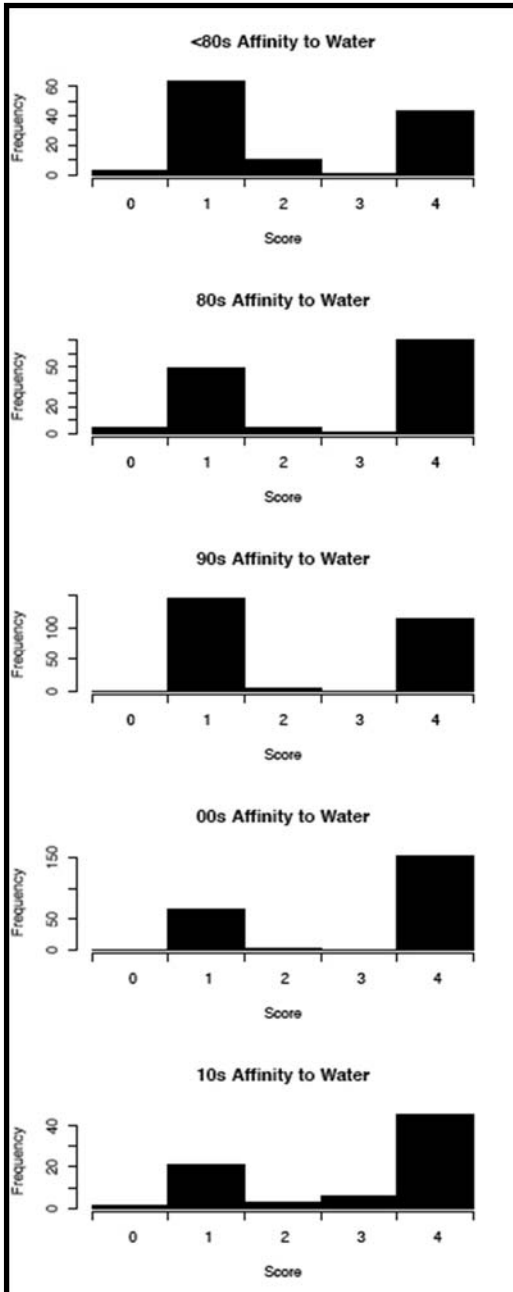 <80s Affinity to Water
Frequency
0 20 40 60
0 1 2 3 4
Score
80s Affinity to Water
Frequency
0 20 50
0 1 2 3 4
Score
90s Affinity to Water
Frequency
0 50 100
0 1 2 3 4
Score
00s Affinity to Water
Frequency
0 50 150
0 1 2 3 4
Score
10s Affinity to Water
Frequency
0 20 40
0 1 2 3 4
Score